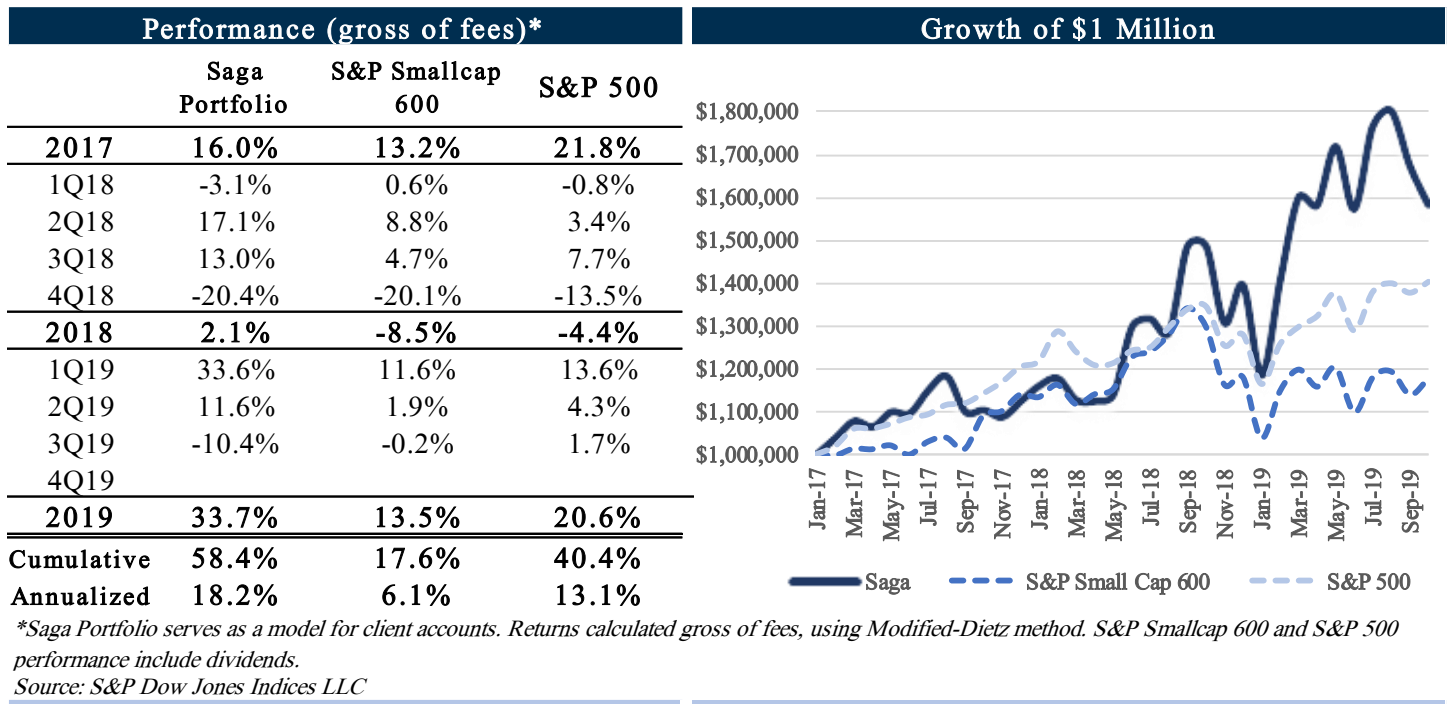 Performance (gross of fees)*
Saga Portfolio S&P Smallcap 600 S&P 500
2017 16.0% 13.2% 21.8%
1Q18 -3.1% 0.6% -0.8%
2Q18 17.1% 8.8% 3.4%
3Q18 13.0% 4.7% 7.7%
4Q18 -20.4% -20.1% -13.5%
2018 2.1% -8.5% -4.4%
1Q19 33.6% 11.6% 13.6%
2Q19 11.6% 1.9% 4.3%
3Q19 -10.4% -0.2% 1.7%
4Q19
2019 33.7% 13.5% 20.6%
Cumulative 58.4% 17.6% 40.4%
Annualized 18.2% 6.1% 13.1%
Growth of $1 Million
$1,800,000
$1,700,000
$1,600,000
$1,500,000
$1,400,000
$1,300,000
$1,200,000
$1,100,000
$1,000,000
Jan-17 Mar-17 May-17 Jul-17 Sep-17 Nov-17 Jan-18 Mar-18 May-18 Jul-18 Sep-18 Nov-18 Jan-19 Mar-19 May-19 Jul-19 Sep-19
Saga S&P Small Cap 600 S&P 500
*Saga Portfolio serves as a model for client accounts. Returns calculated gross of fees, using Modified-Dietz method. S&P Smallcap 600 and S&P 500
performance include dividends.
Source: S&P Dow Jones Indices LLC